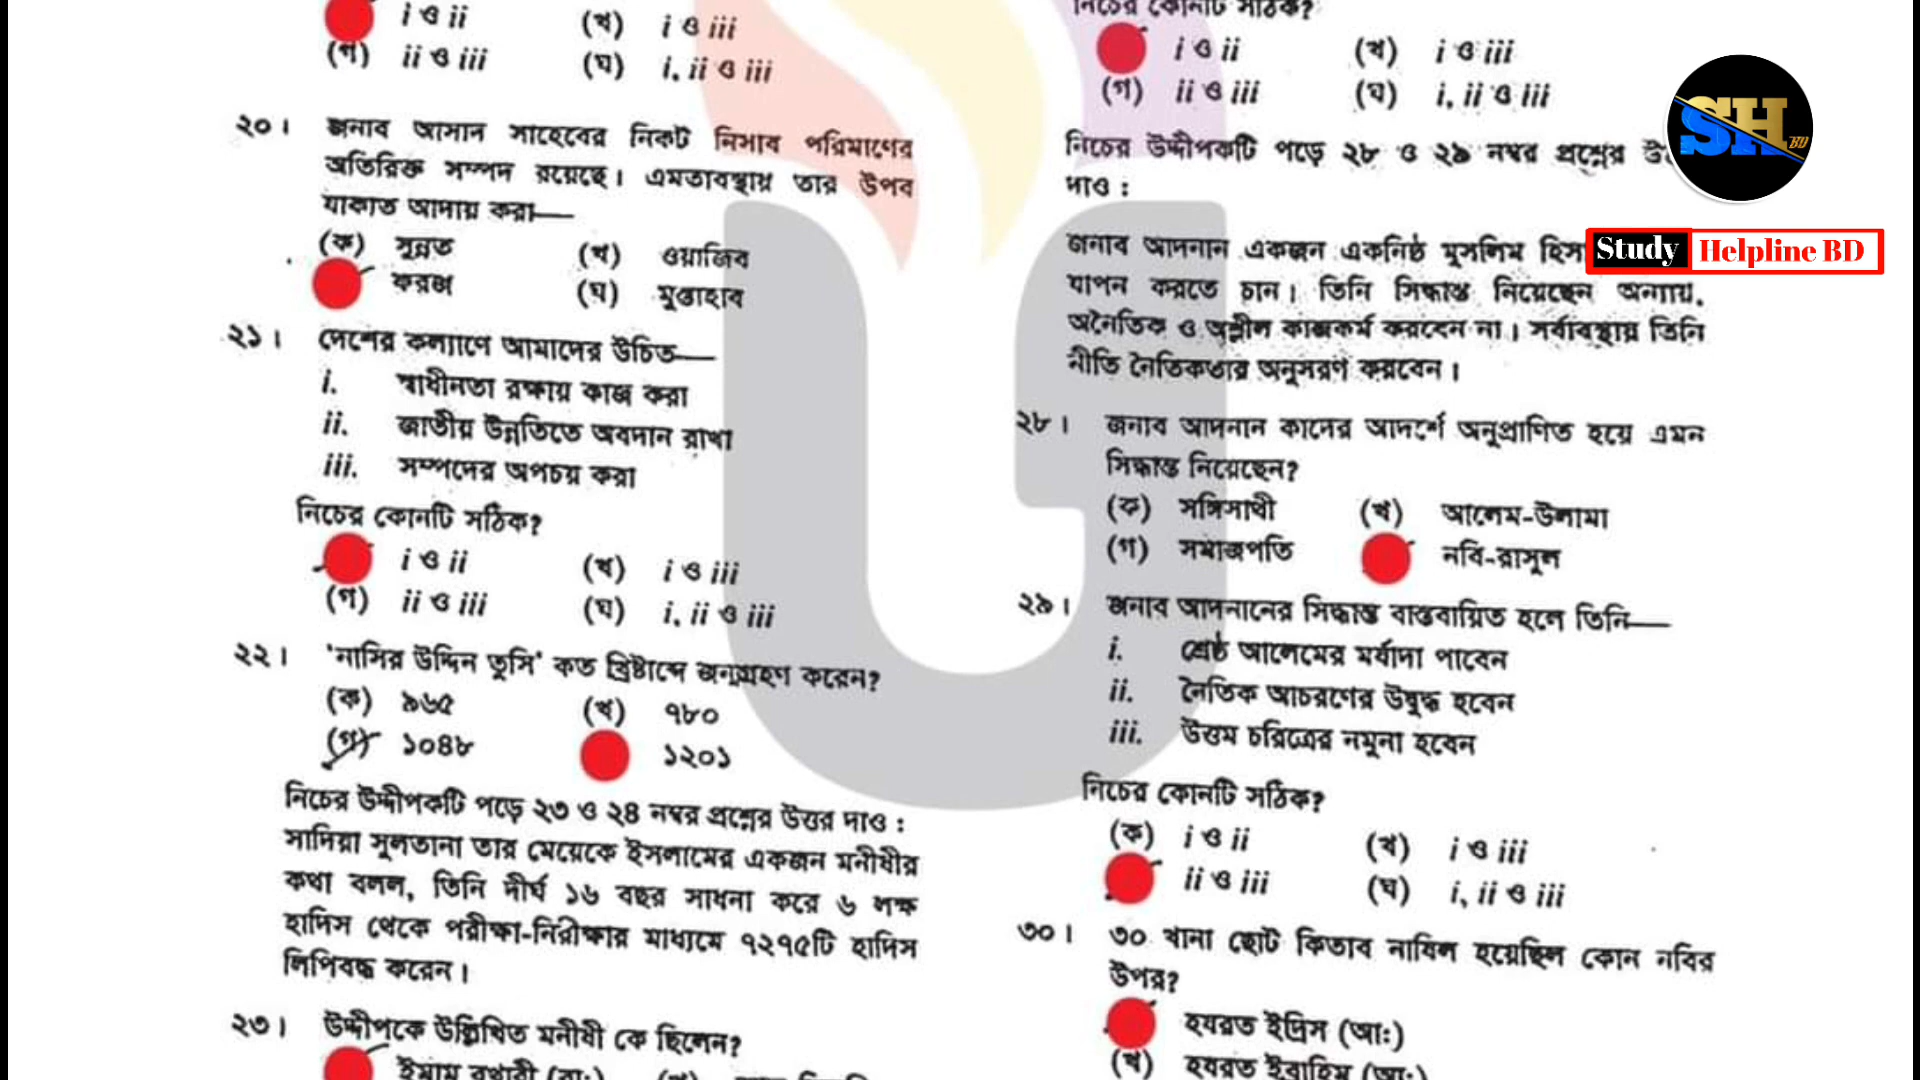 i ও ii (খ) i ও iii
(গ) ii ও iii (ঘ) i, ii ও iii
২০। জনাব আসাদ সাহেবের নিকট নিসাব পরিমাণের
অতিরিক্ত সম্পদ রয়েছে। এমতাবস্থায় তার উপর
যাকাত আদায় করা—
(ক) সুন্নত (খ) ওয়াজিব
ফরজ (ঘ) মুস্তাহাব
২১। দেশের কল্যাণে আমাদের উচিত—
i. স্বাধীনতা রক্ষায় কাজ করা
ii. জাতীয় উন্নতিতে অবদান রাখা
iii. সম্পদের অপচয় করা
নিচের কোনটি সঠিক?
i ও ii (খ) i ও iii
(গ) ii ও iii (ঘ) i, ii ও iii
২২। 'নাসির উদ্দিন তুসি' কত খ্রিষ্টাব্দে জন্মগ্রহণ করেন?
(ক) ৯৬৫ (খ) ৭৮০
(গ) ১০৪৮ ১২০১
নিচের উদ্দীপকটি পড়ে ২৩ ও ২৪ নম্বর প্রশ্নের উত্তর দাও :
সাদিয়া সুলতানা তার মেয়েকে ইসলামের একজন মনীষীর
কথা বলল, তিনি দীর্ঘ ১৬ বছর সাধনা করে ৬ লক্ষ
হাদিস থেকে পরীক্ষা-নিরীক্ষার মাধ্যমে ৭২৭৫টি হাদিস
লিপিবদ্ধ করেন।
২৩। উদ্দীপকে উল্লিখিত মনীষী কে ছিলেন?
ইমাম বুখারী (রাঃ)
নিচের কোনটি সঠিক?
i ও ii (খ) i ও iii
(গ) ii ও iii (ঘ) i, ii ও iii
নিচের উদ্দীপকটি পড়ে ২৮ ও ২৯ নম্বর প্রশ্নের
দাও :
জনাব আদনান একজন একনিষ্ঠ মুসলিম
যাপন করতে চান। তিনি সিদ্ধান্ত নিয়েছেন অন্যায়,
অনৈতিক ও অশ্লীল কাজকর্ম করবেন না। সর্বাবস্থায় তিনি
নীতি নৈতিকতার অনুসরণ করবেন।
২৮। জনাব আদনান কাদের আদর্শে অনুপ্রাণিত হয়ে এমন
সিদ্ধান্ত নিয়েছেন?
(ক) সঙ্গিসাথী (খ) আলেম-উলামা
(গ) সমাজপতি নবি-রাসুল
২৯। জনাব আদনানের সিদ্ধান্ত বাস্তবায়িত হলে তিনি—
i. শ্রেষ্ঠ আলেমের মর্যাদা পাবেন
ii. নৈতিক আচরণের উদ্বুদ্ধ হবেন
iii. উত্তম চরিত্রের নমুনা হবেন
নিচের কোনটি সঠিক?
(ক) i ও ii (খ) i ও iii
ii ও iii (ঘ) i, ii ও iii
৩০। ৩০ খানা ছোট কিতাব নাযিল হয়েছিল কোন নবির
উপর?
হযরত ইদ্রিস (আঃ)
(খ) হযরত ইব্রাহিম (আঃ)
SH BD
Study Helpline BD